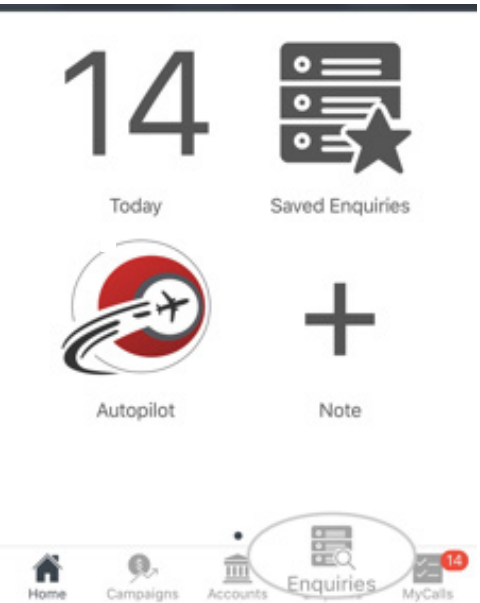 14
Today
Saved Enquiries
Autopilot
Note
Home
Campaigns
Accounts
Enquiries
MyCalls
14